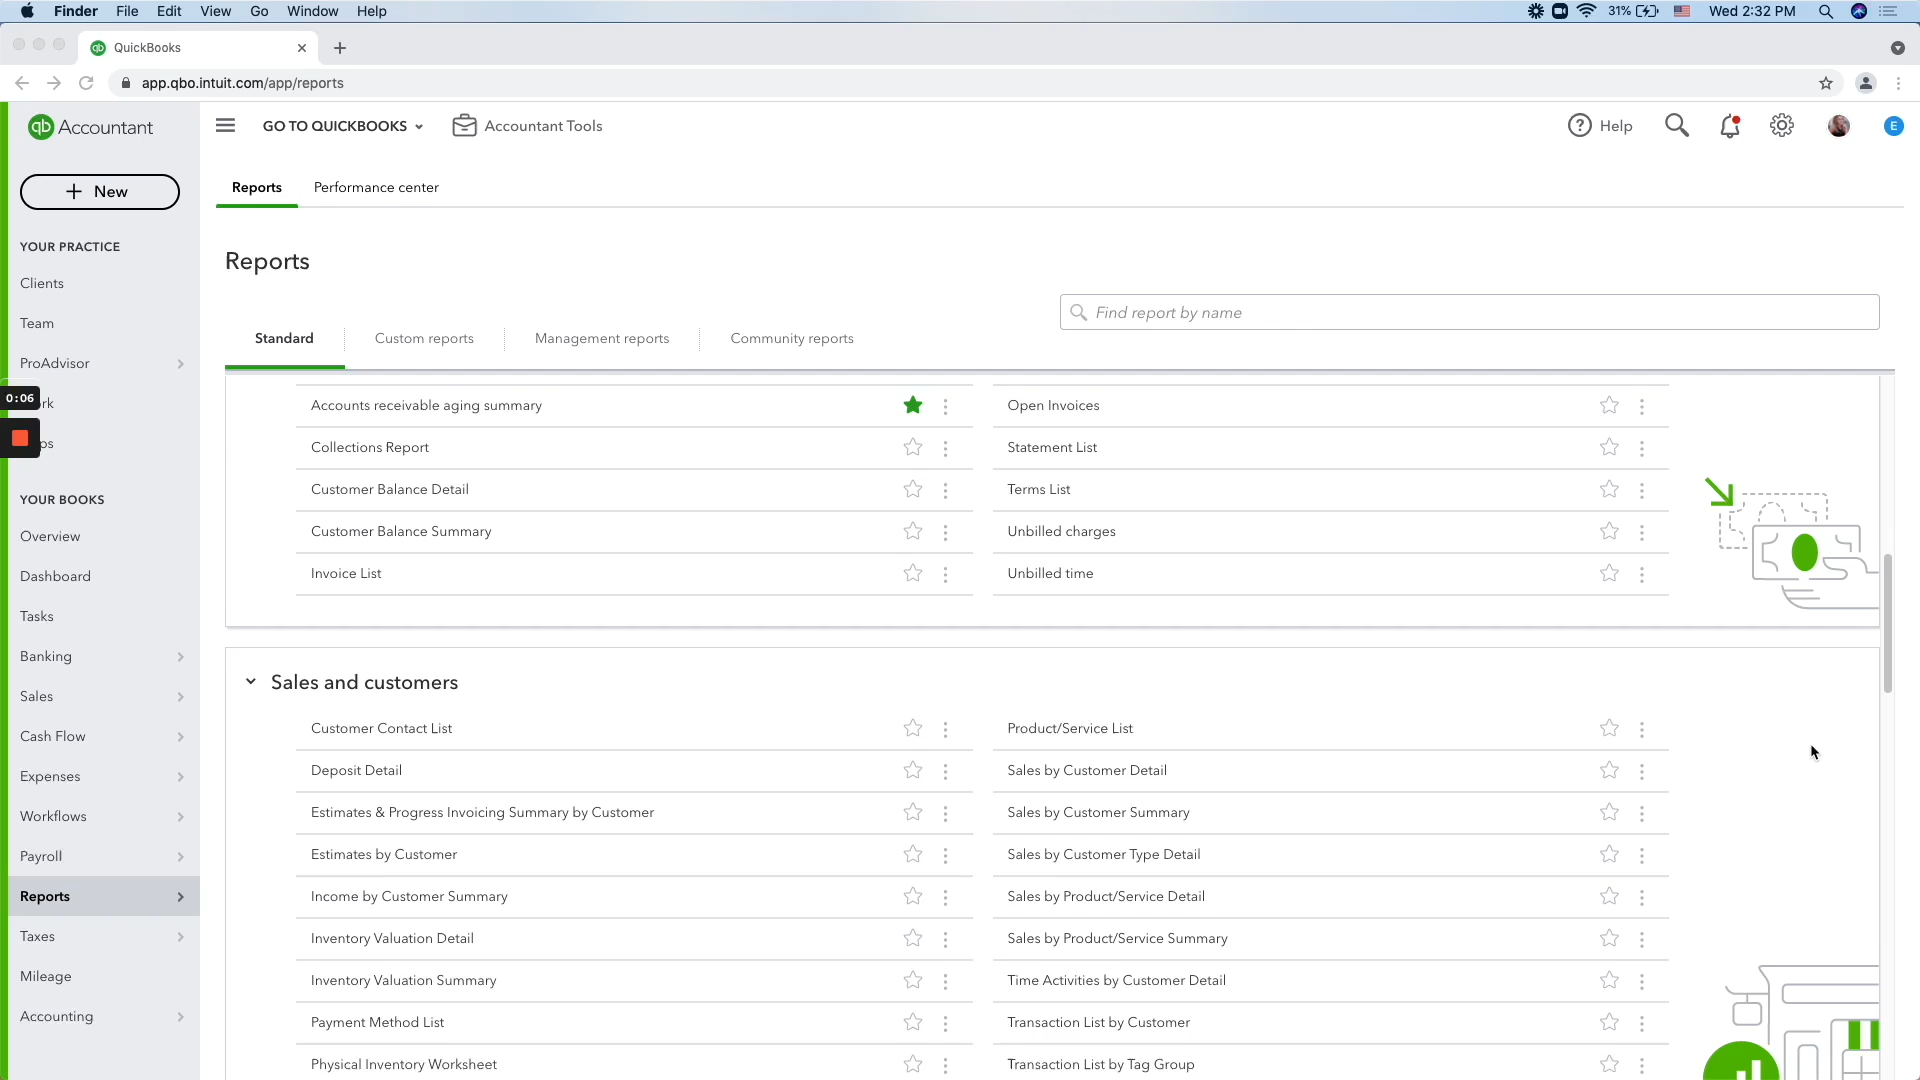 Finder File Edit View Go Window Help 31% Wed 2:32 PM
qb QuickBooks
app.qbo.intuit.com/app/reports
qb Accountant
GO TO QUICKBOOKS
Accountant Tools
Help
E
New
Reports
Performance center
YOUR PRACTICE
Clients
Team
ProAdvisor
0:06
rk
ps
YOUR BOOKS
Overview
Dashboard
Tasks
Banking
Sales
Cash Flow
Expenses
Workflows
Payroll
Reports
Taxes
Mileage
Accounting
Reports
Find report by name
Standard
Custom reports
Management reports
Community reports
Accounts receivable aging summary
Open Invoices
Collections Report
Statement List
Customer Balance Detail
Terms List
Customer Balance Summary
Unbilled charges
Invoice List
Unbilled time
Sales and customers
Customer Contact List
Product/Service List
Deposit Detail
Sales by Customer Detail
Estimates & Progress Invoicing Summary by Customer
Sales by Customer Summary
Estimates by Customer
Sales by Customer Type Detail
Income by Customer Summary
Sales by Product/Service Detail
Inventory Valuation Detail
Sales by Product/Service Summary
Inventory Valuation Summary
Time Activities by Customer Detail
Payment Method List
Transaction List by Customer
Physical Inventory Worksheet
Transaction List by Tag Group